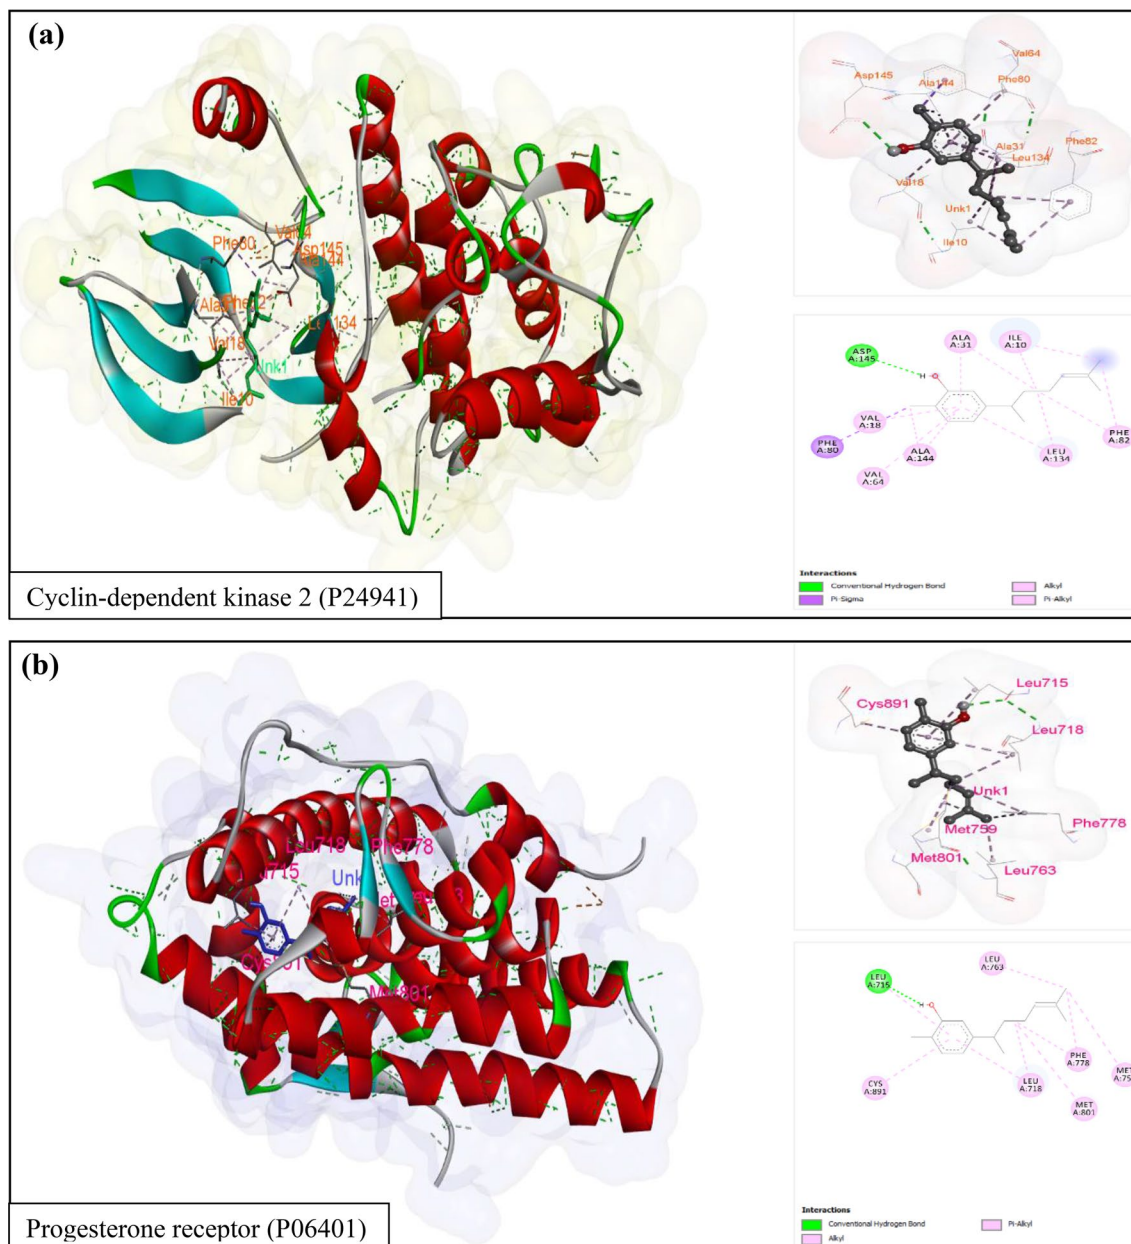 (a)
Phe80
Asp145
Val18
Unk1
Ile10
Cyclin-dependent kinase 2 (P24941)
Val64
Asp145
Ala144
Phe80
Ala31
Phe82
Leu134
Val18
Unk1
Ile10
ASP
A:145
ALA
A:31
ILE
A:10
H
O
VAL
A:18
PHE
A:80
ALA
A:144
VAL
A:64
LEU
A:134
PHE
A:82
Interactions
Conventional Hydrogen Bond
Alkyl
Pi-Sigma
Pi-Alkyl
(b)
Leu718
Phe778
Unk
Met801
Progesterone receptor (P06401)
Leu715
Cys891
Leu718
Unk1
Met759
Phe778
Met801
Leu763
LEU
A:715
LEU
A:763
H
O
CYS
A:891
LEU
A:718
PHE
A:778
MET
A:801
Interactions
Conventional Hydrogen Bond
Pi-Alkyl
Alkyl